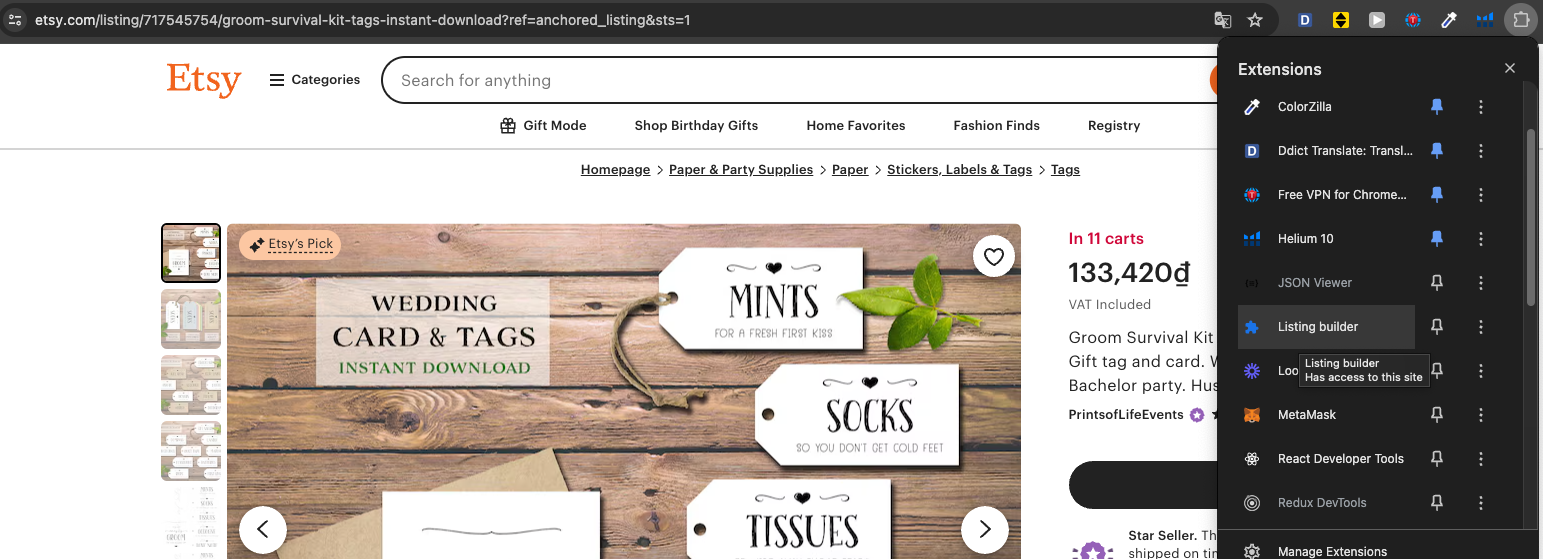 etsy.com/listing/717545754/groom-survival-kit-tags-instant-download?ref=anchored_listing&sts=1
Etsy
Categories
Search for anything
Gift Mode
Shop Birthday Gifts
Home Favorites
Fashion Finds
Registry
Homepage > Paper & Party Supplies > Paper > Stickers, Labels & Tags > Tags
Etsy's Pick
WEDDING
CARD & TAGS
INSTANT DOWNLOAD
MINTS
FOR A FRESH FIRST KISS
SOCKS
SO YOU DON'T GET COLD FEET
TISSUES
In 11 carts
133,420₫
VAT Included
Groom Survival Kit
Gift tag and card. W
Bachelor party. Hus
PrintsofLifeEvents
Star Seller. Th
shipped on tin
Extensions
ColorZilla
Ddict Translate: Transl...
Free VPN for Chrome...
Helium 10
JSON Viewer
Listing builder
Listing builder
Has access to this site
Loo
MetaMask
React Developer Tools
Redux DevTools
Manage Extensions